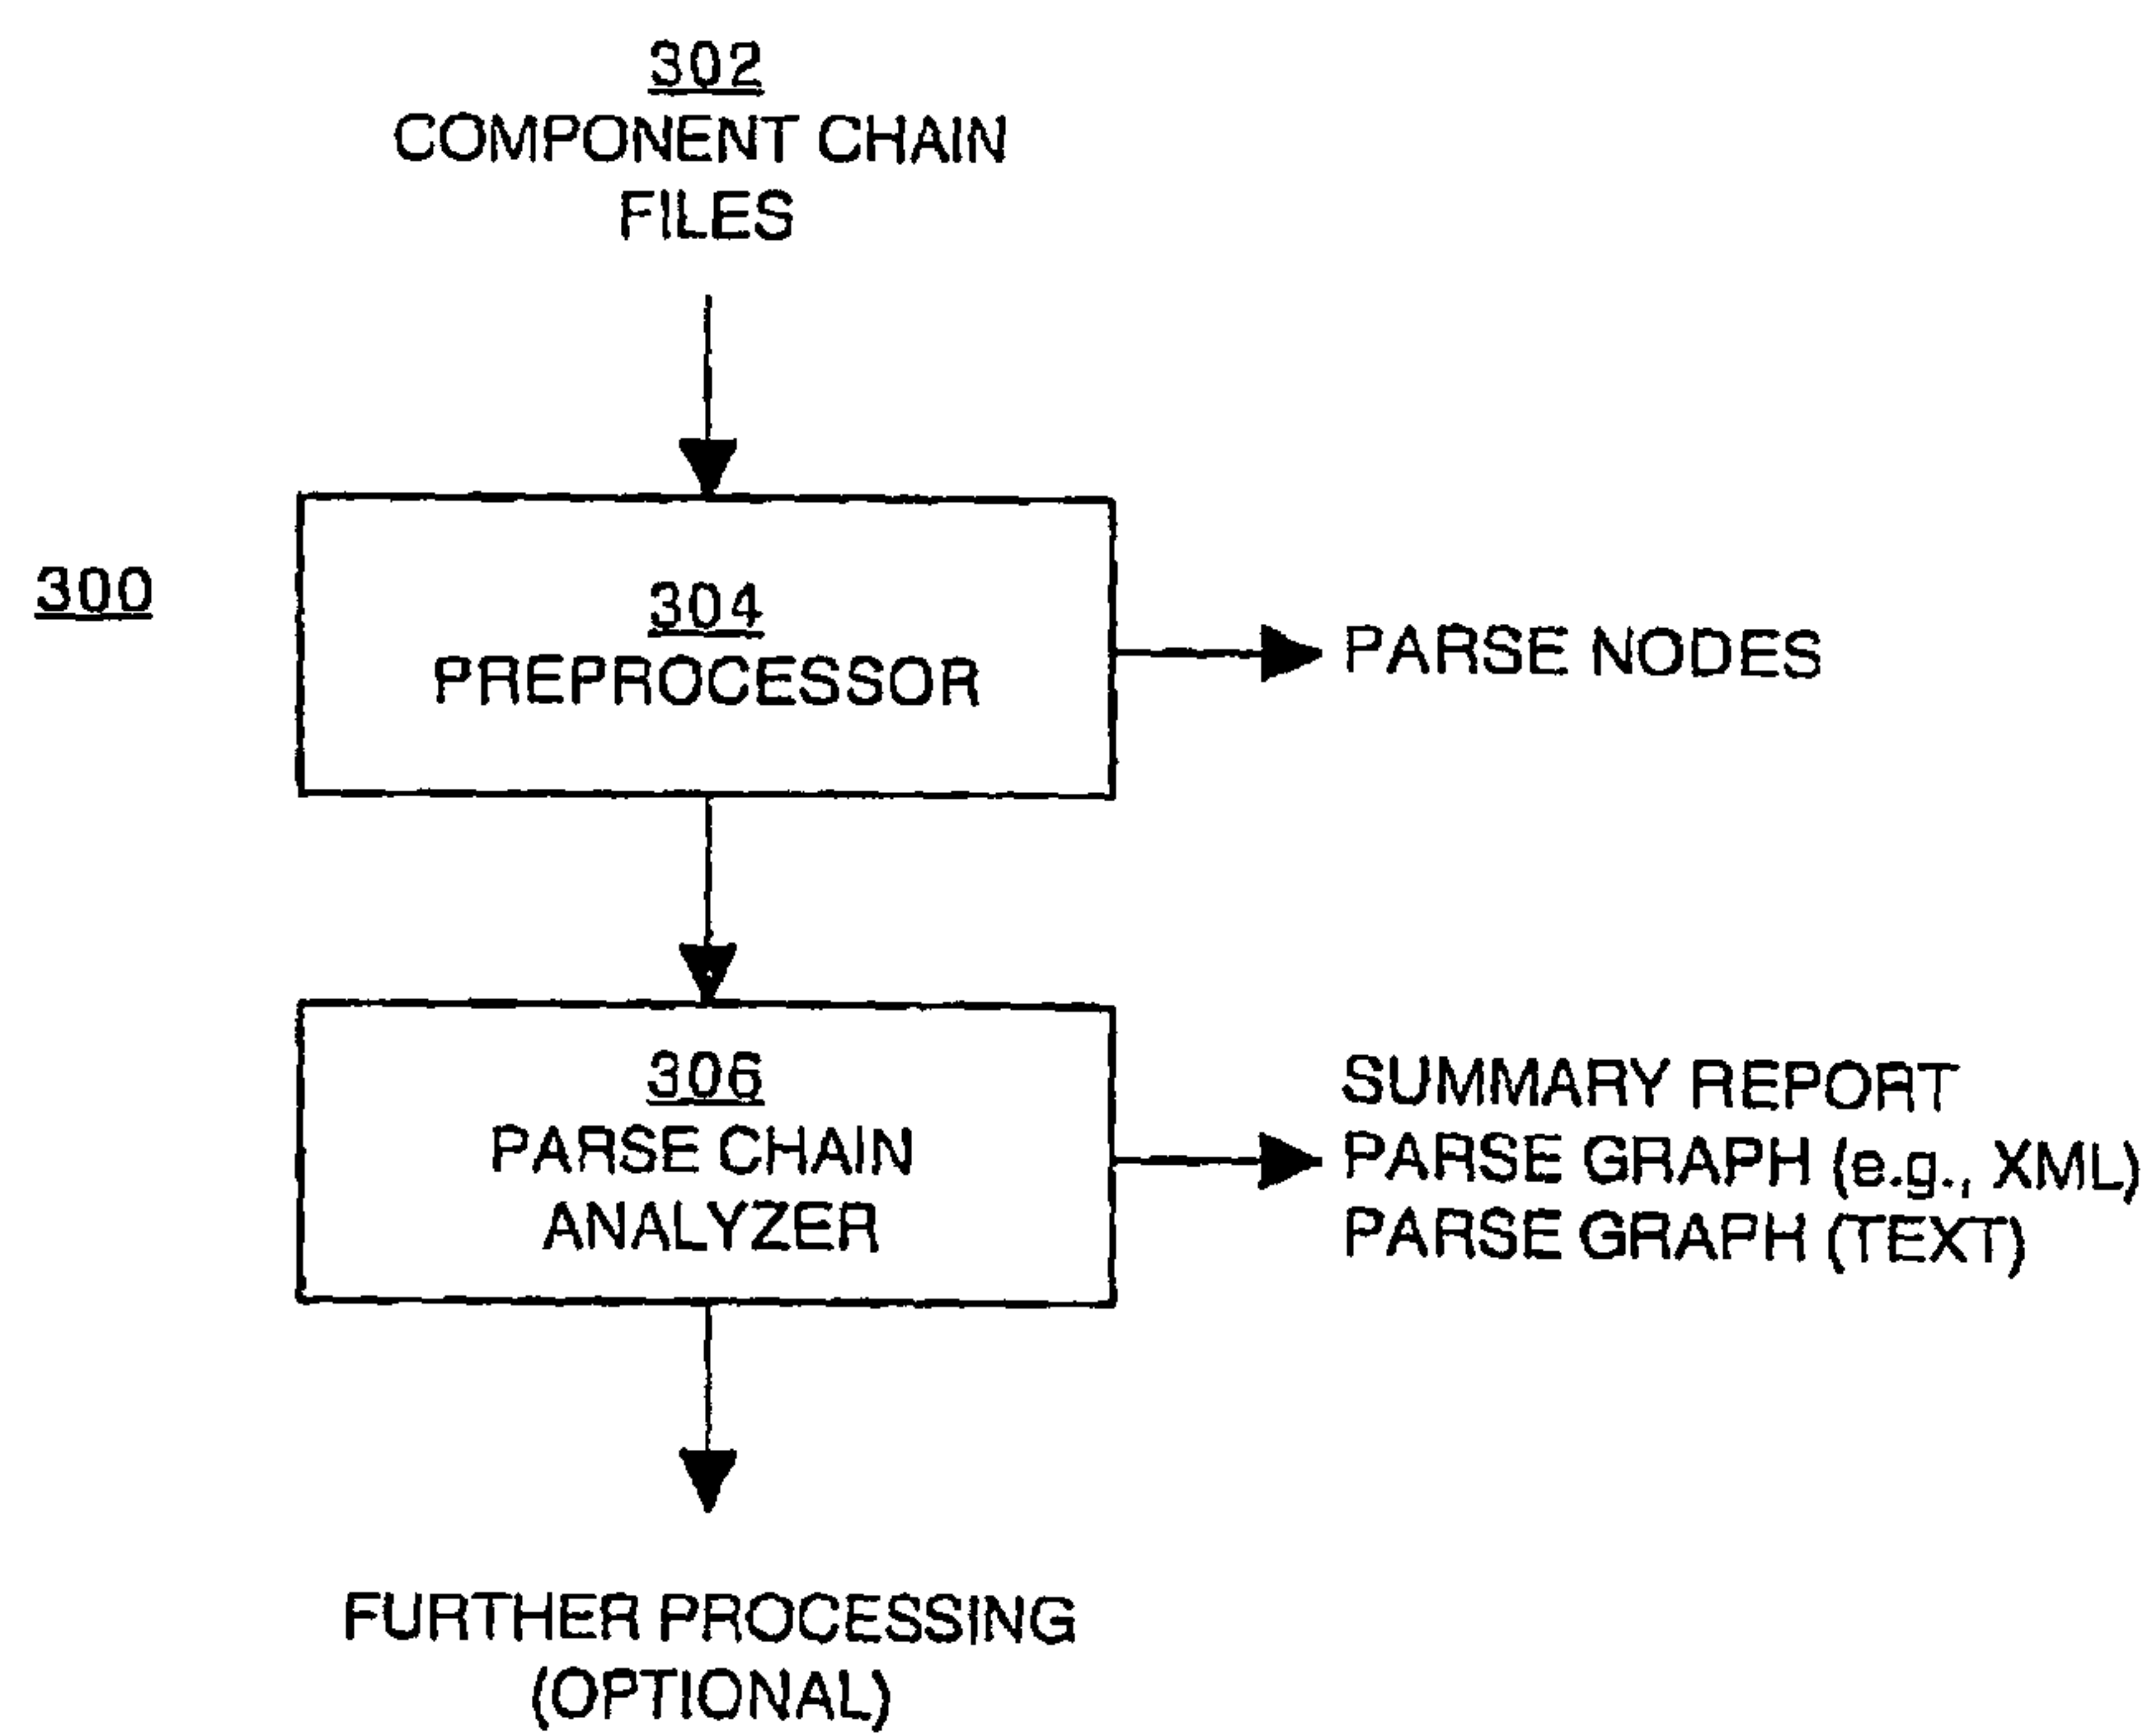 302
COMPONENT CHAIN
FILES
300
304
PREPROCESSOR
PARSE NODES
306
PARSE CHAIN
ANALYZER
SUMMARY REPORT
PARSE GRAPH (e.g., XML)
PARSE GRAPH (TEXT)
FURTHER PROCESSING
(OPTIONAL)